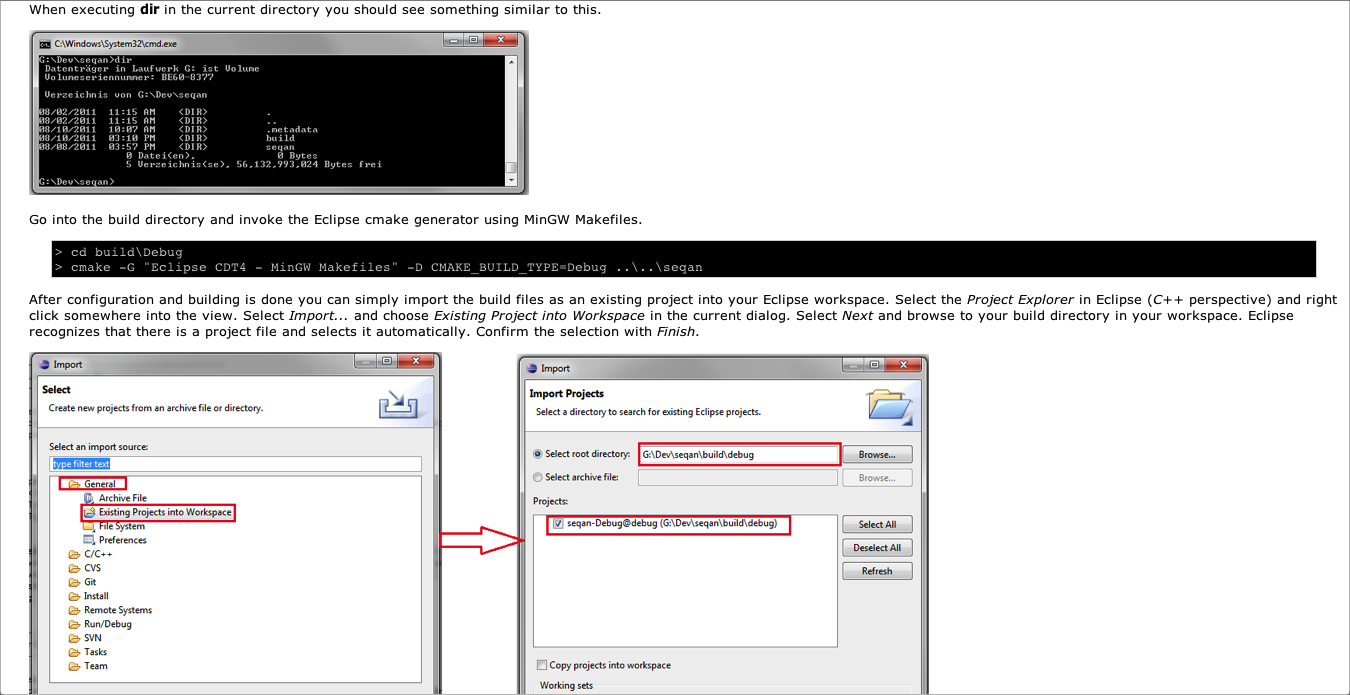 When executing dir in the current directory you should see something similar to this.
C:\Windows\System32\cmd.exe
G:\Dev\seqan>dir
Datenträger in Laufwerk G: ist Volume
Volumeseriennummer: BE60-8377
Verzeichnis von G:\Dev\seqan
08/02/2011 11:15 AM <DIR> .
08/02/2011 11:15 AM <DIR> ..
08/10/2011 10:07 AM <DIR> .metadata
08/10/2011 03:10 PM <DIR> build
08/08/2011 03:57 PM <DIR> seqan
0 Datei(en), 0 Bytes
5 Verzeichnis(se), 56,132,993,024 Bytes frei
G:\Dev\seqan>
Go into the build directory and invoke the Eclipse cmake generator using MinGW Makefiles.
> cd build\Debug
> cmake -G "Eclipse CDT4 - MinGW Makefiles" -D CMAKE_BUILD_TYPE=Debug ..\..\seqan
After configuration and building is done you can simply import the build files as an existing project into your Eclipse workspace. Select the Project Explorer in Eclipse (C++ perspective) and right
click somewhere into the view. Select Import... and choose Existing Project into Workspace in the current dialog. Select Next and browse to your build directory in your workspace. Eclipse
recognizes that there is a project file and selects it automatically. Confirm the selection with Finish.
Import
Select
Create new projects from an archive file or directory.
Select an import source:
type filter text
General
Archive File
Existing Projects into Workspace
File System
Preferences
C/C++
CVS
Git
Install
Remote Systems
Run/Debug
SVN
Tasks
Team
Import
Import Projects
Select a directory to search for existing Eclipse projects.
Select root directory: G:\Dev\seqan\build\debug Browse...
Select archive file: Browse...
Projects:
seqan-Debug@debug (G:\Dev\seqan\build\debug)
Select All
Deselect All
Refresh
Copy projects into workspace
Working sets